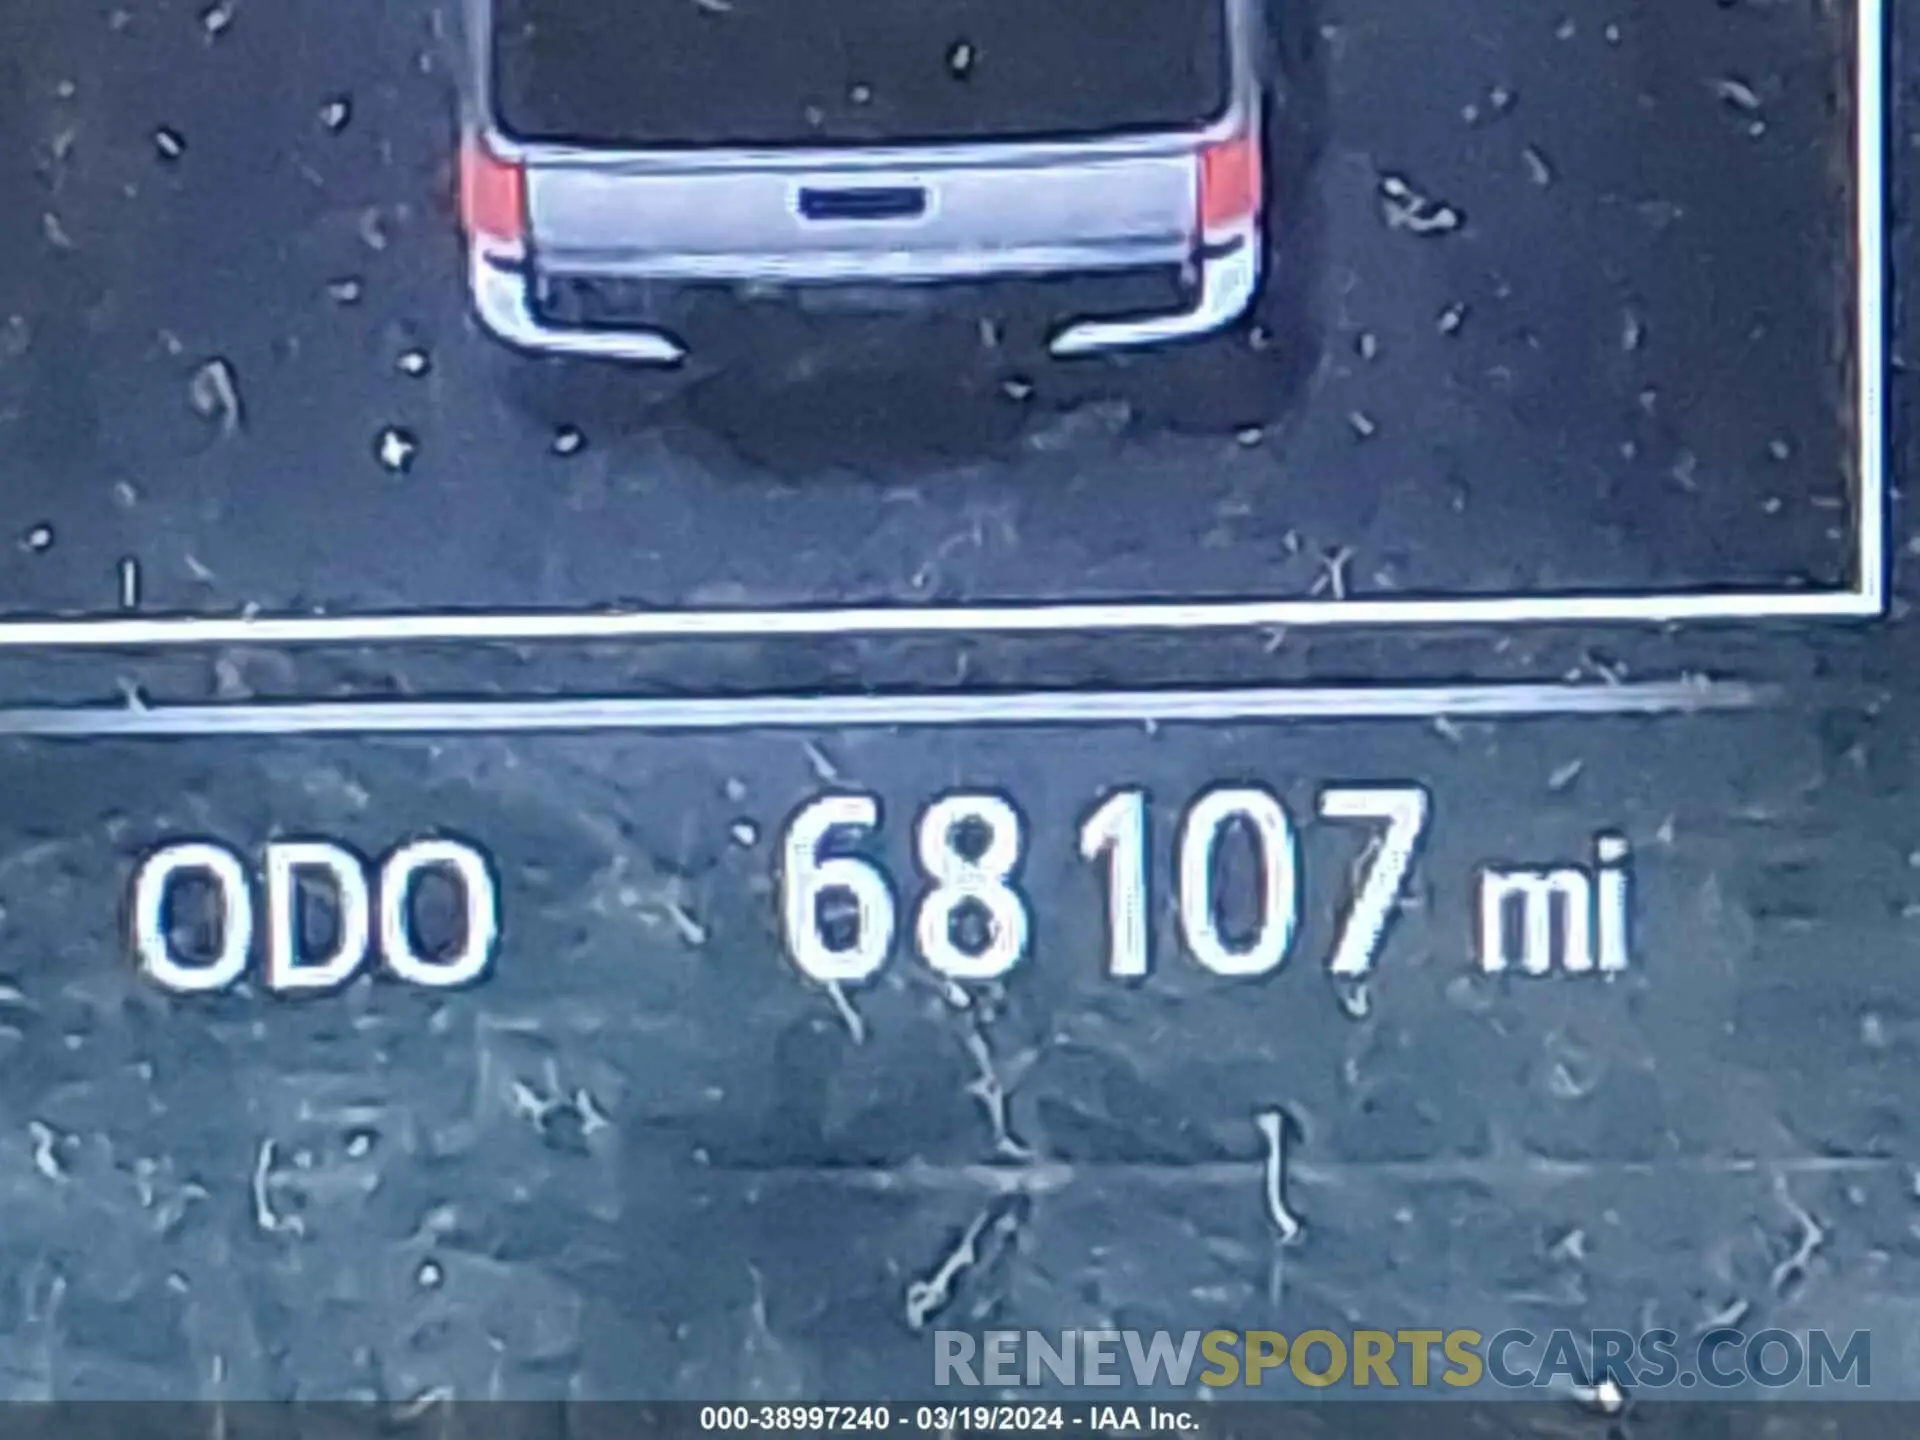 ODO 68107 mi
RENEWSPORTSCARS.COM
000-38997240 - 03/19/2024 - IAA Inc.